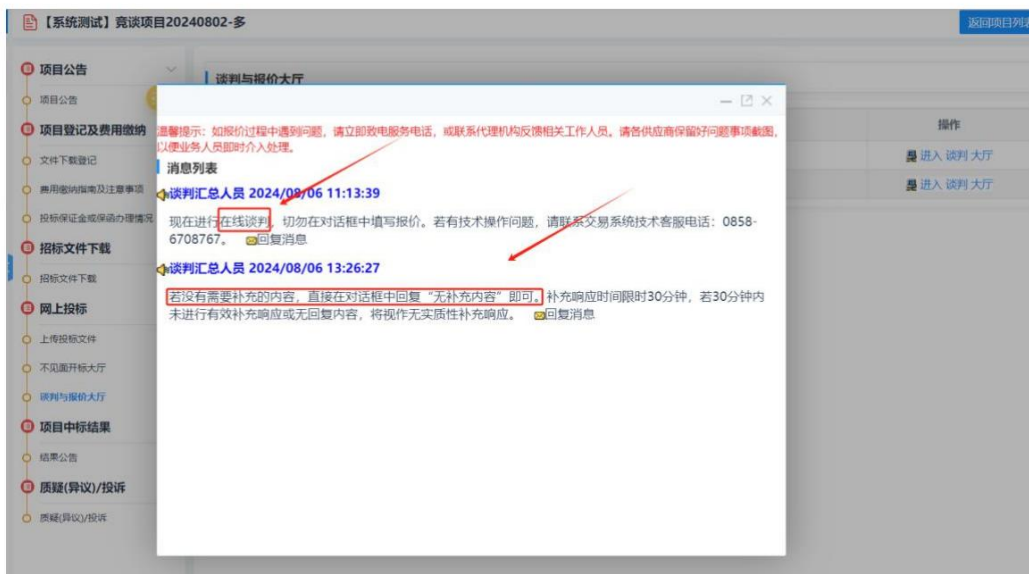 【系统测试】竞谈项目20240802-多
返回项目列表
项目公告
项目公告
项目登记及费用缴纳
文件下载登记
费用缴纳指南及注意事项
投标保证金或保函办理情况
招标文件下载
招标文件下载
网上投标
上传投标文件
不见面开标大厅
谈判与报价大厅
项目中标结果
结果公告
质疑(异议)/投诉
质疑(异议)/投诉
谈判与报价大厅
温馨提示：如报价过程中遇到问题，请立即致电服务电话，或联系代理机构反馈相关工作人员。请各供应商保留好问题事项截图，
以便业务人员即时介入处理。
消息列表
谈判汇总人员 2024/08/06 11:13:39
现在进行在线谈判，切勿在对话框中填写报价。若有技术操作问题，请联系交易系统技术客服电话：0858-
6708767。 回复消息
谈判汇总人员 2024/08/06 13:26:27
若没有需要补充的内容，直接在对话框中回复“无补充内容”即可。补充响应时间限时30分钟，若30分钟内
未进行有效补充响应或无回复内容，将视作无实质性补充响应。 回复消息
操作
进入 谈判 大厅
进入 谈判 大厅